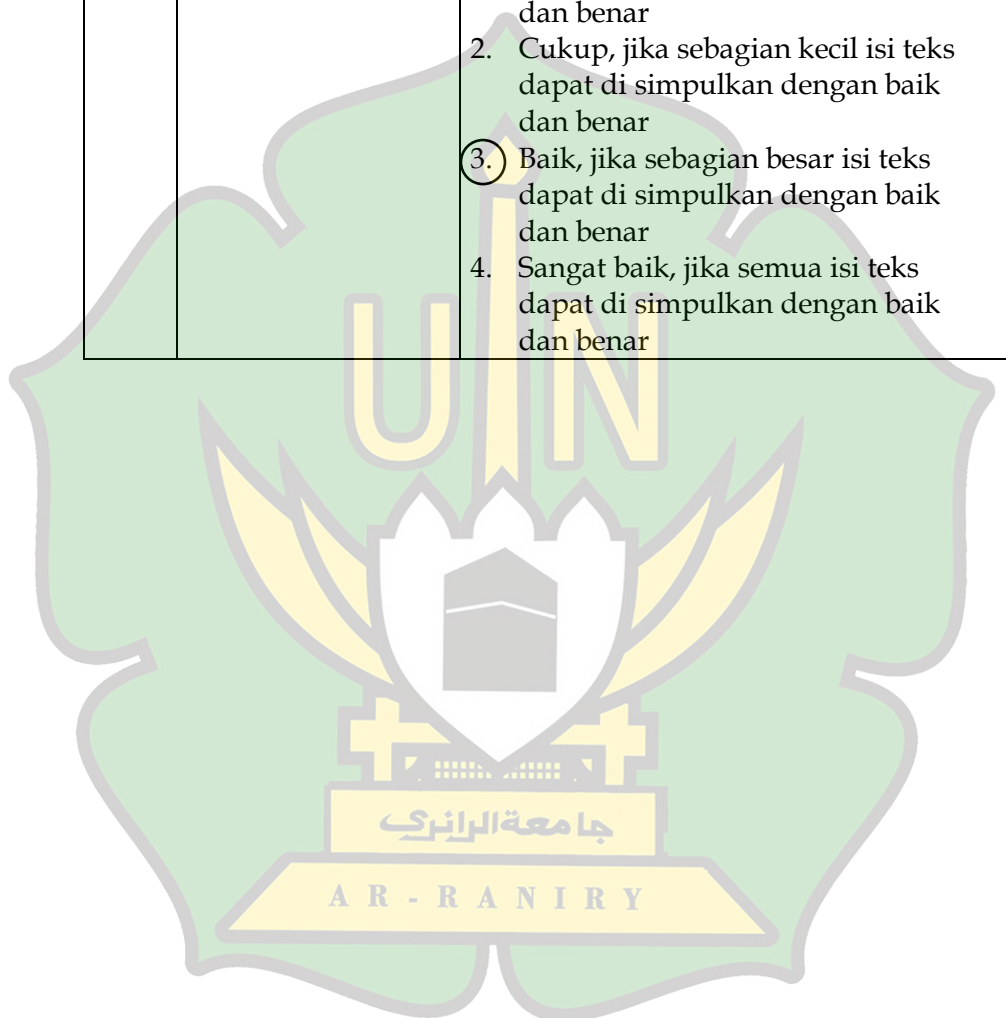 dan benar
2. Cukup, jika sebagian kecil isi teks
dapat di simpulkan dengan baik
dan benar
3. Baik, jika sebagian besar isi teks
dapat di simpulkan dengan baik
dan benar
4. Sangat baik, jika semua isi teks
dapat di simpulkan dengan baik
dan benar
UIN
جامعة الرانري
AR-RANIRY